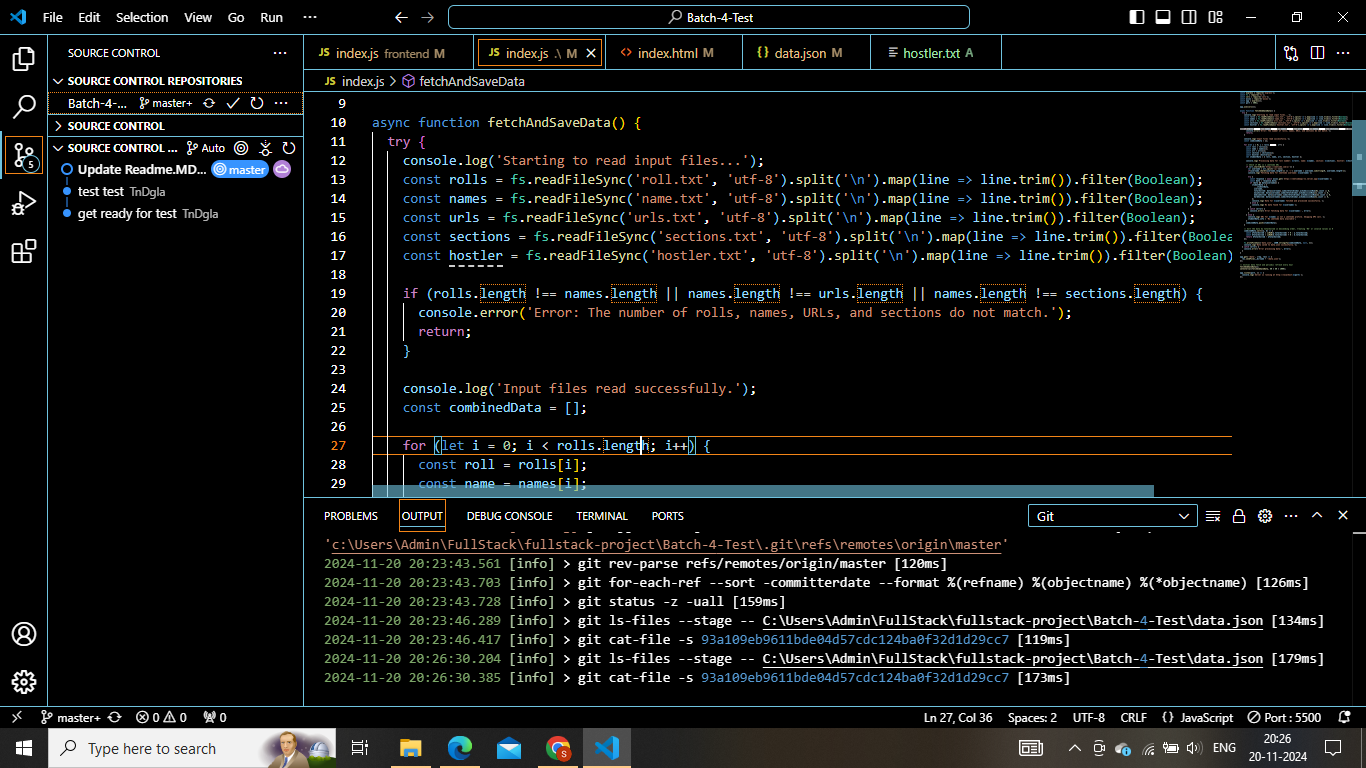 File Edit Selection View Go Run ···
Batch-4-Test
SOURCE CONTROL
SOURCE CONTROL REPOSITORIES
Batch-4-... master+
SOURCE CONTROL
SOURCE CONTROL ... Auto
Update Readme.MD... master
test test TnDgla
get ready for test TnDgla
5
JS index.js frontend M
JS index.js .\ M
<> index.html M
{} data.json M
hostler.txt A
JS index.js > fetchAndSaveData
9
10 async function fetchAndSaveData() {
11 try {
12 console.log('Starting to read input files...');
13 const rolls = fs.readFileSync('roll.txt', 'utf-8').split('\n').map(line => line.trim()).filter(Boolean);
14 const names = fs.readFileSync('name.txt', 'utf-8').split('\n').map(line => line.trim()).filter(Boolean);
15 const urls = fs.readFileSync('urls.txt', 'utf-8').split('\n').map(line => line.trim()).filter(Boolean);
16 const sections = fs.readFileSync('sections.txt', 'utf-8').split('\n').map(line => line.trim()).filter(Boolea
17 const hostler = fs.readFileSync('hostler.txt', 'utf-8').split('\n').map(line => line.trim()).filter(Boolean)
18
19 if (rolls.length !== names.length || names.length !== urls.length || names.length !== sections.length) {
20 console.error('Error: The number of rolls, names, URLs, and sections do not match.');
21 return;
22 }
23
24 console.log('Input files read successfully.');
25 const combinedData = [];
26
27 for (let i = 0; i < rolls.length; i++) {
28 const roll = rolls[i];
29 const name = names[i];
PROBLEMS OUTPUT DEBUG CONSOLE TERMINAL PORTS Git
'c:\Users\Admin\FullStack\fullstack-project\Batch-4-Test\.git\refs\remotes\origin\master'
2024-11-20 20:23:43.561 [info] > git rev-parse refs/remotes/origin/master [120ms]
2024-11-20 20:23:43.703 [info] > git for-each-ref --sort -committerdate --format %(refname) %(objectname) %(*objectname) [126ms]
2024-11-20 20:23:43.728 [info] > git status -z -uall [159ms]
2024-11-20 20:23:46.289 [info] > git ls-files --stage -- C:\Users\Admin\FullStack\fullstack-project\Batch-4-Test\data.json [134ms]
2024-11-20 20:23:46.417 [info] > git cat-file -s 93a109eb9611bde04d57cdc124ba0f32d1d29cc7 [119ms]
2024-11-20 20:26:30.204 [info] > git ls-files --stage -- C:\Users\Admin\FullStack\fullstack-project\Batch-4-Test\data.json [179ms]
2024-11-20 20:26:30.385 [info] > git cat-file -s 93a109eb9611bde04d57cdc124ba0f32d1d29cc7 [173ms]
master+ 0 0 0 Ln 27, Col 36 Spaces: 2 UTF-8 CRLF {} JavaScript Port : 5500
Type here to search
S
ENG
20:26
20-11-2024